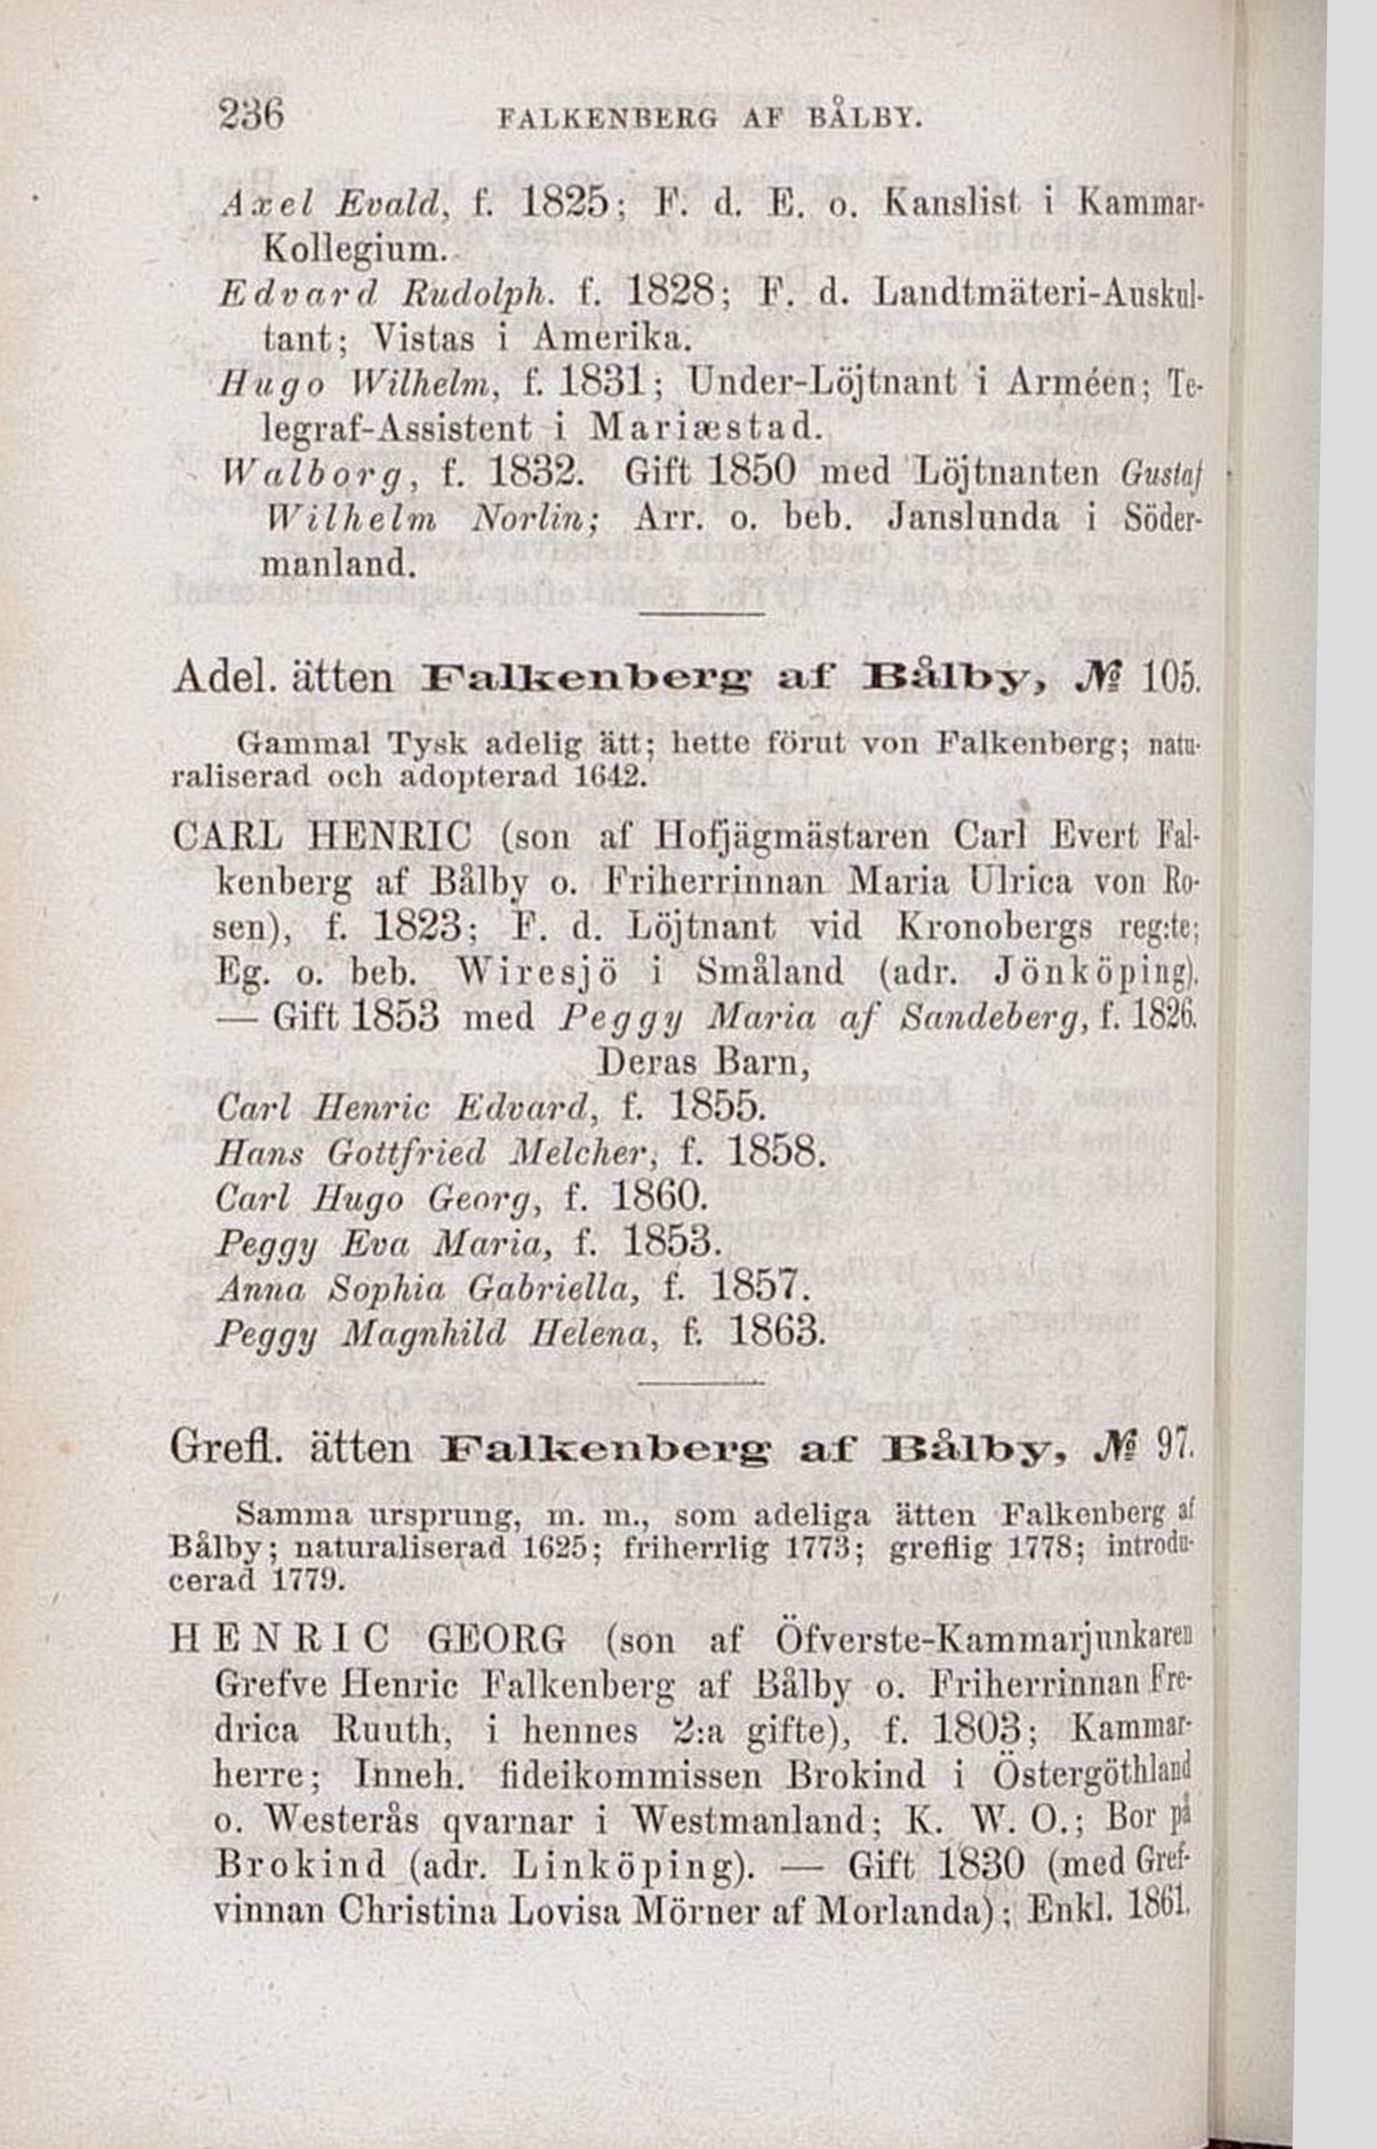 236 FALKENBERG AF BÅLBY.
Axel Evald, f. 1825; F. d. E. o. Kanslist i Kammar-
Kollegium.
Edvard Rudolph. f. 1828; F. d. Landtmäteri-Auskul-
tant; Vistas i Amerika.
Hugo Wilhelm, f. 1831; Under-Löjtnant i Arméen; Te-
legraf-Assistent i Mariæstad.
Walborg, f. 1832. Gift 1850 med Löjtnanten Gustaf
Wilhelm Norlin; Arr. o. beb. Janslunda i Söder-
manland.
Adel. ätten Falkenberg af Bålby, № 105.
Gammal Tysk adelig ätt; hette förut von Falkenberg; natu-
raliserad och adopterad 1642.
CARL HENRIC (son af Hofjägmästaren Carl Evert Fal-
kenberg af Bålby o. Friherrinnan Maria Ulrica von Ro-
sen), f. 1823; F. d. Löjtnant vid Kronobergs reg:te;
Eg. o. beb. Wiresjö i Småland (adr. Jönköping).
— Gift 1853 med Peggy Maria af Sandeberg, f. 1826.
Deras Barn,
Carl Henric Edvard, f. 1855.
Hans Gottfried Melcher, f. 1858.
Carl Hugo Georg, f. 1860.
Peggy Eva Maria, f. 1853.
Anna Sophia Gabriella, f. 1857.
Peggy Magnhild Helena, f. 1863.
Grefl. ätten Falkenberg af Bålby, № 97.
Samma ursprung, m. m., som adeliga ätten Falkenberg af
Bålby; naturaliserad 1625; friherrlig 1773; greflig 1778; introdu-
cerad 1779.
HENRIC GEORG (son af Öfverste-Kammarjunkaren
Grefve Henric Falkenberg af Bålby o. Friherrinnan Fre-
drica Ruuth, i hennes 2:a gifte), f. 1803; Kammar-
herre; Inneh. fideikommissen Brokind i Östergöthland
o. Westerås qvarnar i Westmanland; K. W. O.; Bor på
Brokind (adr. Linköping). — Gift 1830 (med Gref-
vinnan Christina Lovisa Mörner af Morlanda); Enkl. 1861.